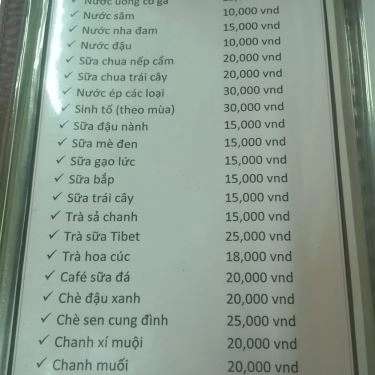 Nước uống có ga
Nước sâm 10,000 vnd
Nước nha đam 15,000 vnd
Nước đậu 10,000 vnd
Sữa chua nếp cẩm 20,000 vnd
Sữa chua trái cây 20,000 vnd
Nước ép các loại 30,000 vnd
Sinh tố (theo mùa) 30,000 vnd
Sữa đậu nành 15,000 vnd
Sữa mè đen 15,000 vnd
Sữa gạo lức 15,000 vnd
Sữa bắp 15,000 vnd
Sữa trái cây 15,000 vnd
Trà sả chanh 15,000 vnd
Trà sữa Tibet 25,000 vnd
Trà hoa cúc 18,000 vnd
Café sữa đá 20,000 vnd
Chè đậu xanh 20,000 vnd
Chè sen cung đình 25,000 vnd
Chanh xí muội 20,000 vnd
Chanh muối 20,000 vnd